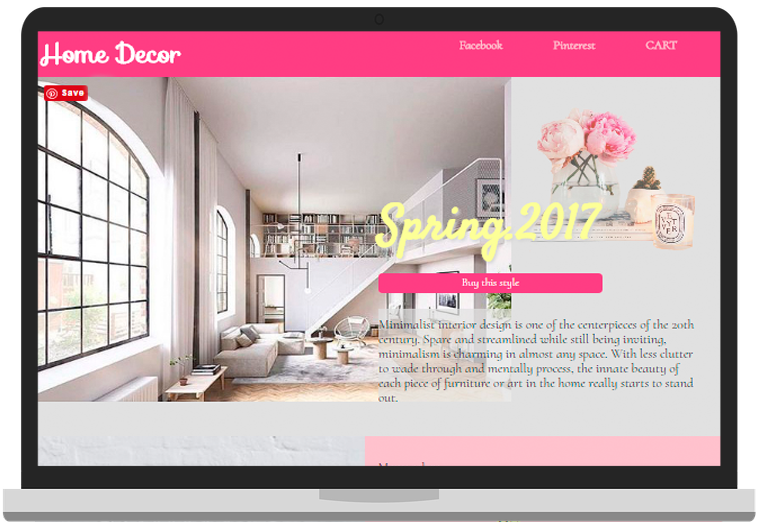 Home Decor
Facebook
Pinterest
CART
Save
Spring.2017
Buy this style
Minimalist interior design is one of the centerpieces of the 20th
century. Spare and streamlined while still being inviting,
minimalism is charming in almost any space. With less clutter
to wade through and mentally process, the innate beauty of
each piece of furniture or art in the home really starts to stand
out.